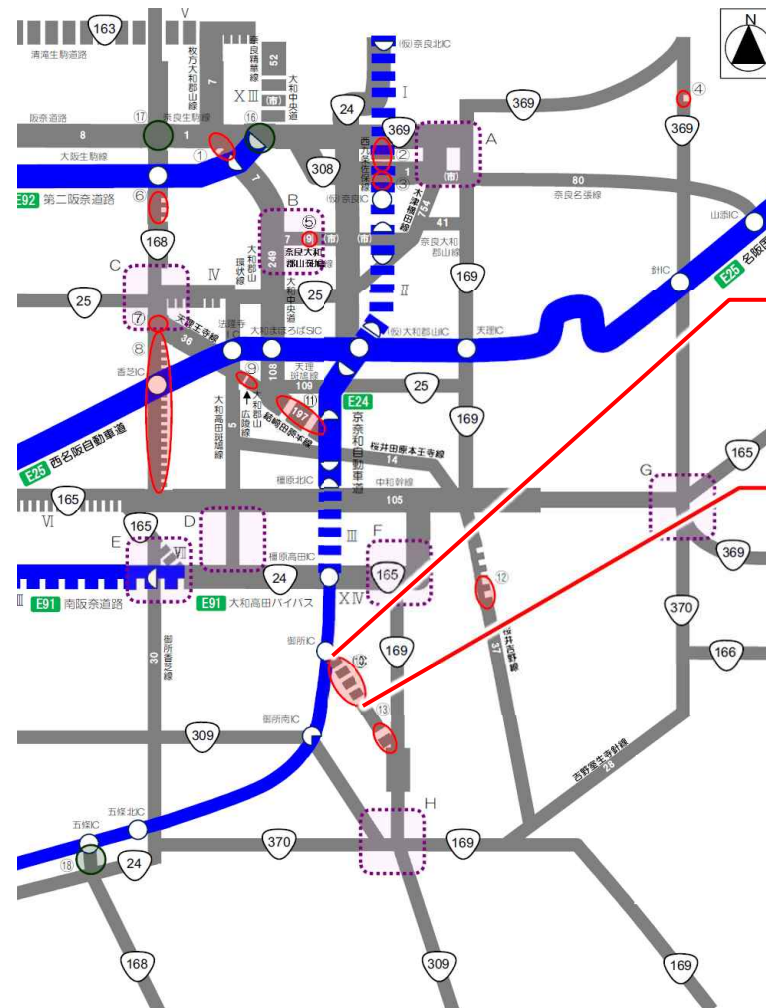 163
V
清滝生駒道路
枚方大和郡山線
7
奈良精華線
52
大和中央道
(市)
XⅢ
(仮)奈良北IC
I
24
369
369
④
369
阪奈道路
8
⑰
1
奈良生駒線
⑯
①
大阪生駒線
7
308
369
西九条佐保線
②
1
③
(仮)奈良IC
A
(市)
80
奈良名張線
山添IC
E92 第二阪奈道路
⑥
168
B
⑤
7
9
(市)
(市)
奈良大和郡山斑鳩線
249
木津横田線
754
41
奈良大和郡山線
169
針IC
E25
C
Ⅳ
大和郡山環状線
大和中央道
25
25
Ⅱ
⑦
天理王寺線
36
法隆寺IC
大和まほろばSIC
(仮)大和郡山IC
天理IC
⑧
香芝IC
⑨
108
天理斑鳩線
109
25
大和高田斑鳩線
5
大和郡山広陵線
⑪
197
結崎田原本線
E24
京奈和自動車道
169
E25 西名阪自動車道
14
桜井田原本王寺線
橿原北IC
中和幹線
105
165
Ⅵ
165
G
165
D
E
Ⅶ
橿原高田IC
Ⅲ
F
165
369
E91 南阪奈道路
24
E91 大和高田バイパス
XⅣ
⑫
370
37
桜井吉野線
166
御所香芝線
30
御所IC
169
⑬
309
御所南IC
吉野室生寺針線
28
五條北IC
五條IC
⑱
24
370
H
169
168
309
169